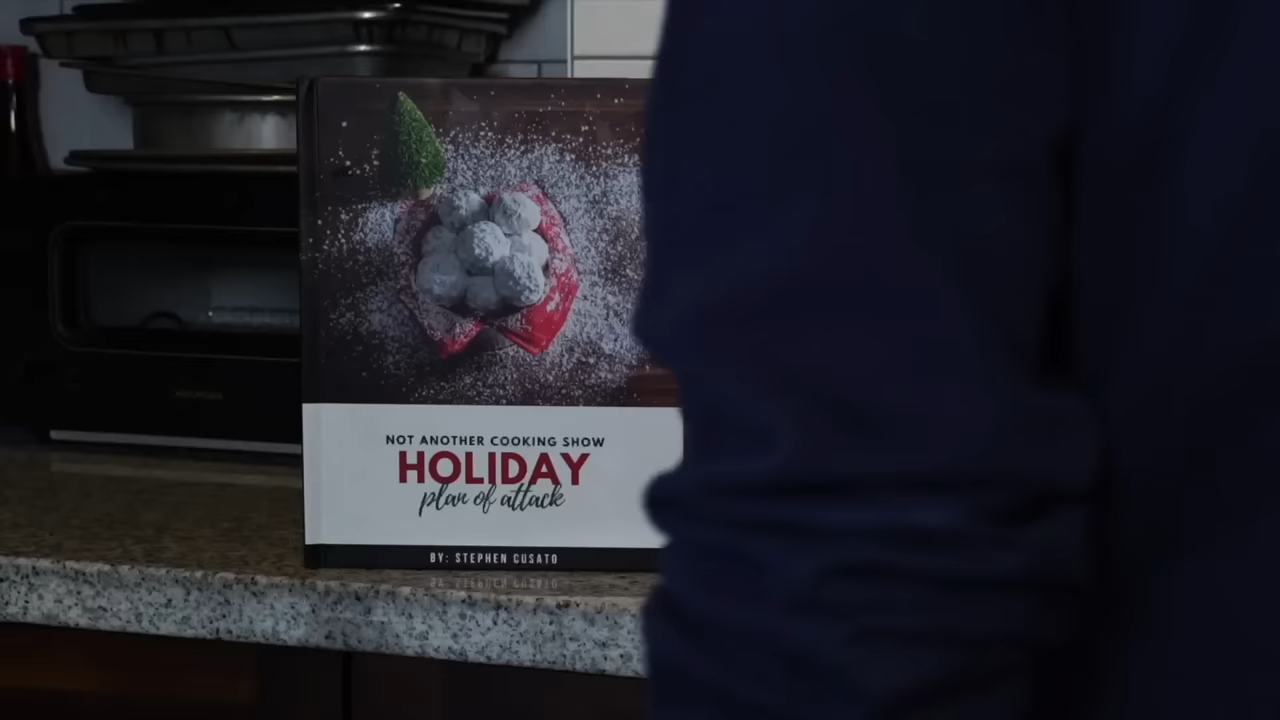 NOT ANOTHER COOKING SHOW
HOLIDAY
plan of attack
BY: STEPHEN CUSATO